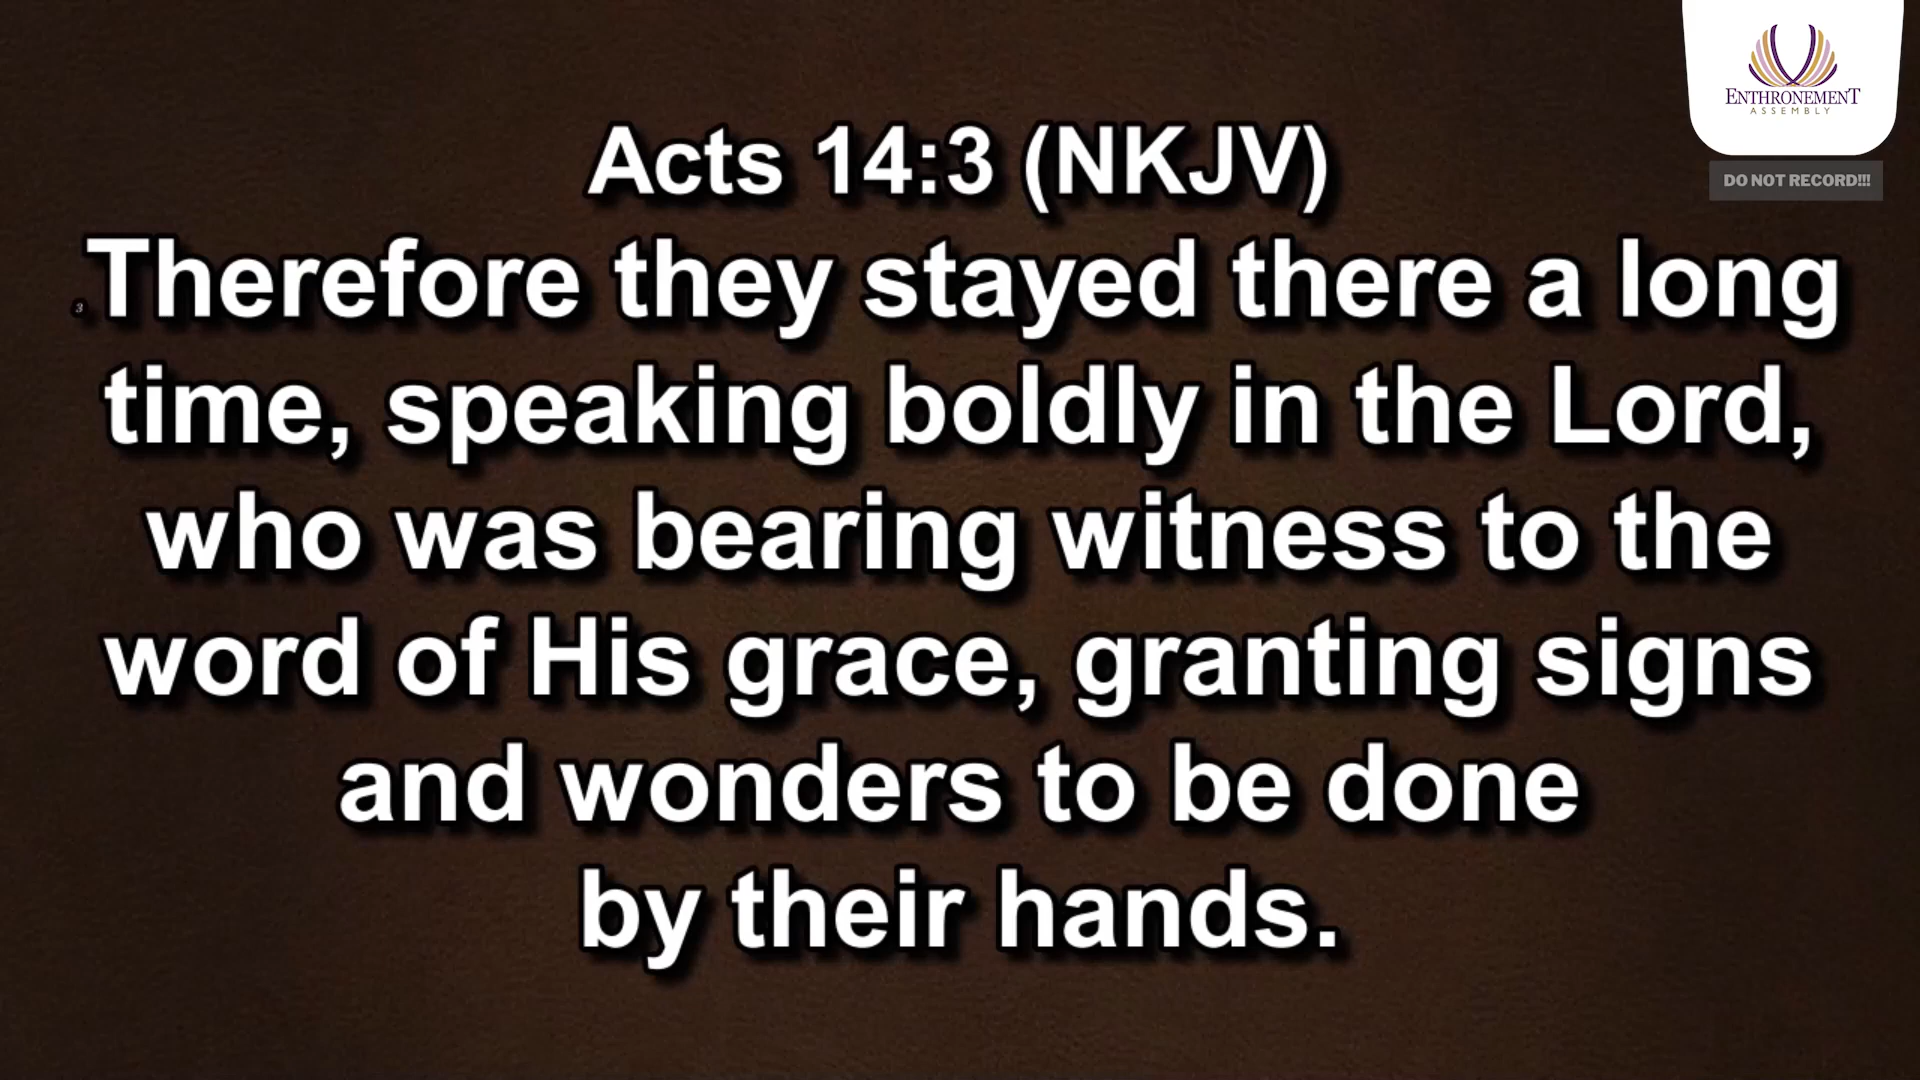 ENTHRONEMENT
ASSEMBLY
DO NOT RECORD!!!
Acts 14:3 (NKJV)
3 Therefore they stayed there a long
time, speaking boldly in the Lord,
who was bearing witness to the
word of His grace, granting signs
and wonders to be done
by their hands.